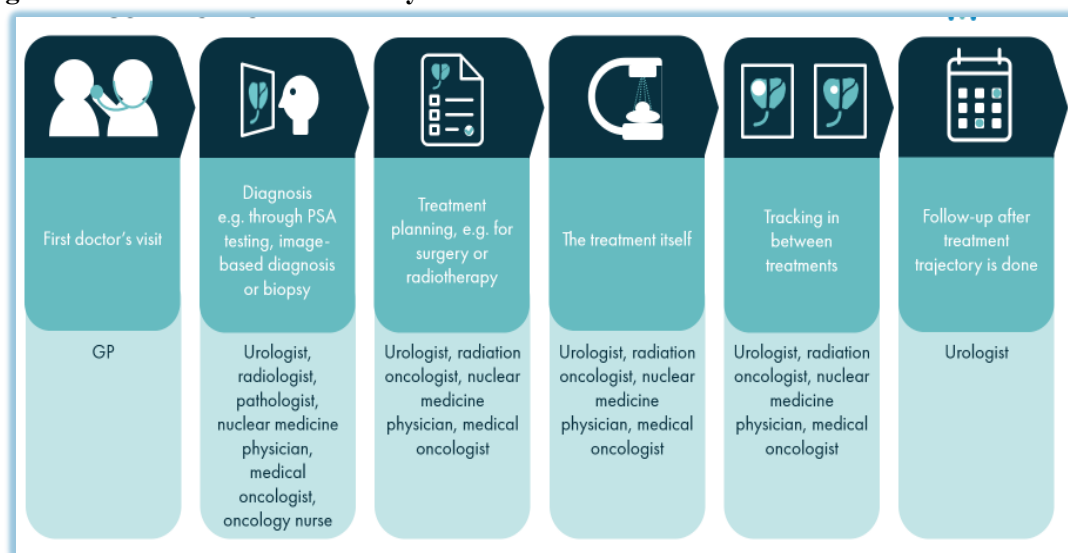 First doctor's visit
GP
Diagnosis
e.g. through PSA
testing, image-
based diagnosis
or biopsy
Urologist,
radiologist,
pathologist,
nuclear medicine
physician,
medical
oncologist,
oncology nurse
Treatment
planning, e.g. for
surgery or
radiotherapy
Urologist, radiation
oncologist, nuclear
medicine
physician, medical
oncologist
The treatment itself
Urologist, radiation
oncologist, nuclear
medicine
physician, medical
oncologist
Tracking in
between
treatments
Urologist, radiation
oncologist, nuclear
medicine
physician, medical
oncologist
Follow-up after
treatment
trajectory is done
Urologist